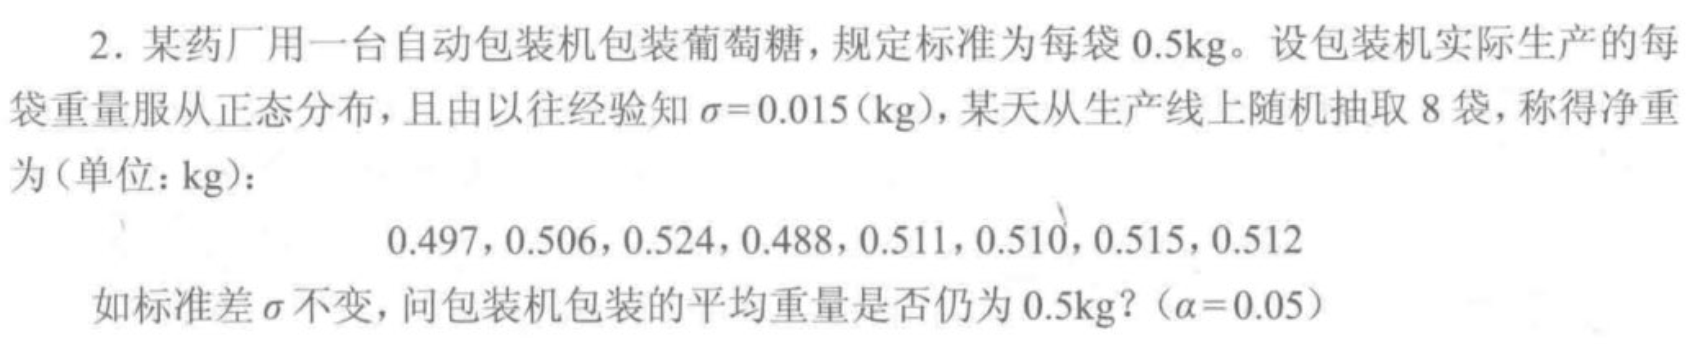 2. 某药厂用一台自动包装机包装葡萄糖，规定标准为每袋 0.5kg。设包装机实际生产的每
袋重量服从正态分布，且由以往经验知 σ=0.015(kg)，某天从生产线上随机抽取 8 袋，称得净重
为(单位：kg)：
0.497，0.506，0.524，0.488，0.511，0.510，0.515，0.512
如标准差 σ 不变，问包装机包装的平均重量是否仍为 0.5kg？(α=0.05)